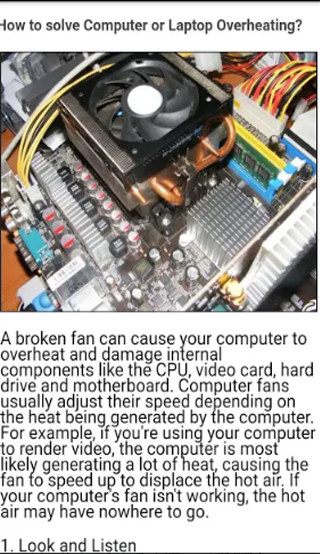 How to solve Computer or Laptop Overheating?
A broken fan can cause your computer to
overheat and damage internal
components like the CPU, video card, hard
drive and motherboard. Computer fans
usually adjust their speed depending on
the heat being generated by the computer.
For example, if you're using your computer
to render video, the computer is most
likely generating a lot of heat, causing the
fan to speed up to displace the hot air. If
your computer's fan isn't working, the hot
air may have nowhere to go.
1. Look and Listen